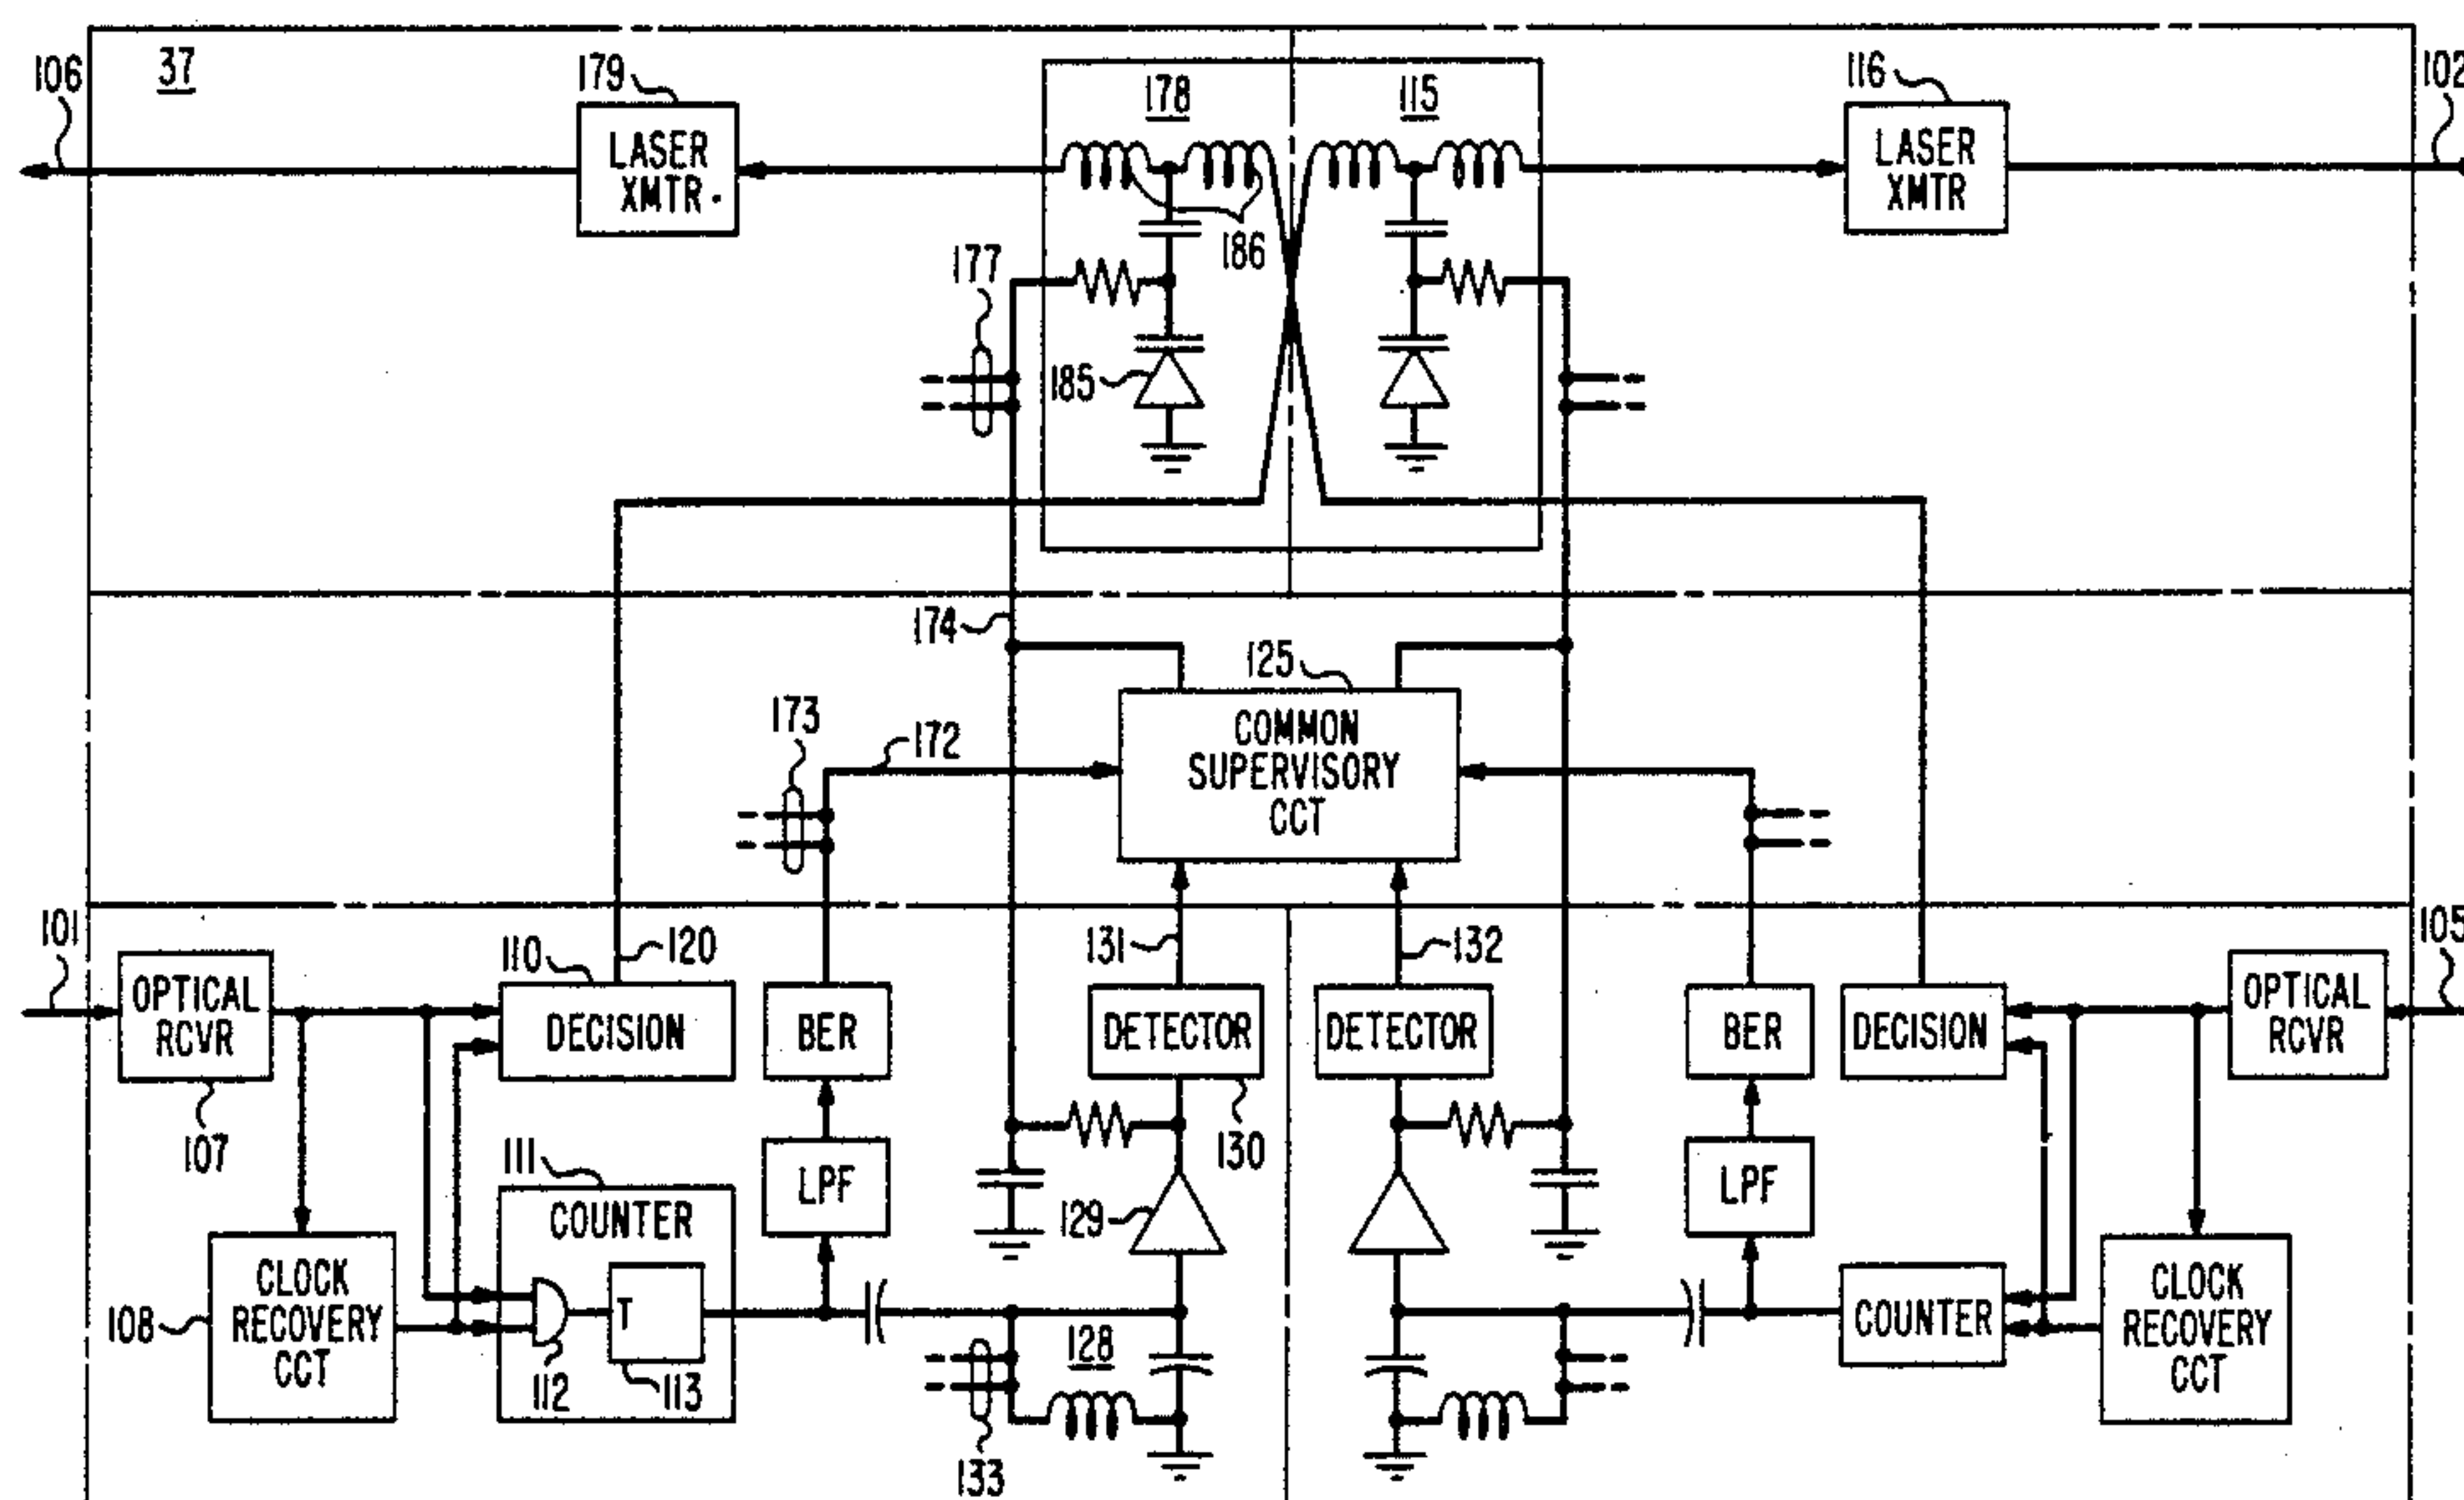 106
37
179
LASER
XMTR.
178
115
116
LASER
XMTR
102
186
177
185
174
125
COMMON
SUPERVISORY
CCT
173
172
101
OPTICAL
RCVR
107
110
120
DECISION
BER
131
DETECTOR
130
132
DETECTOR
BER
DECISION
OPTICAL
RCVR
105
111
COUNTER
LPF
129
LPF
108
CLOCK
RECOVERY
CCT
T
112
113
128
133
COUNTER
CLOCK
RECOVERY
CCT